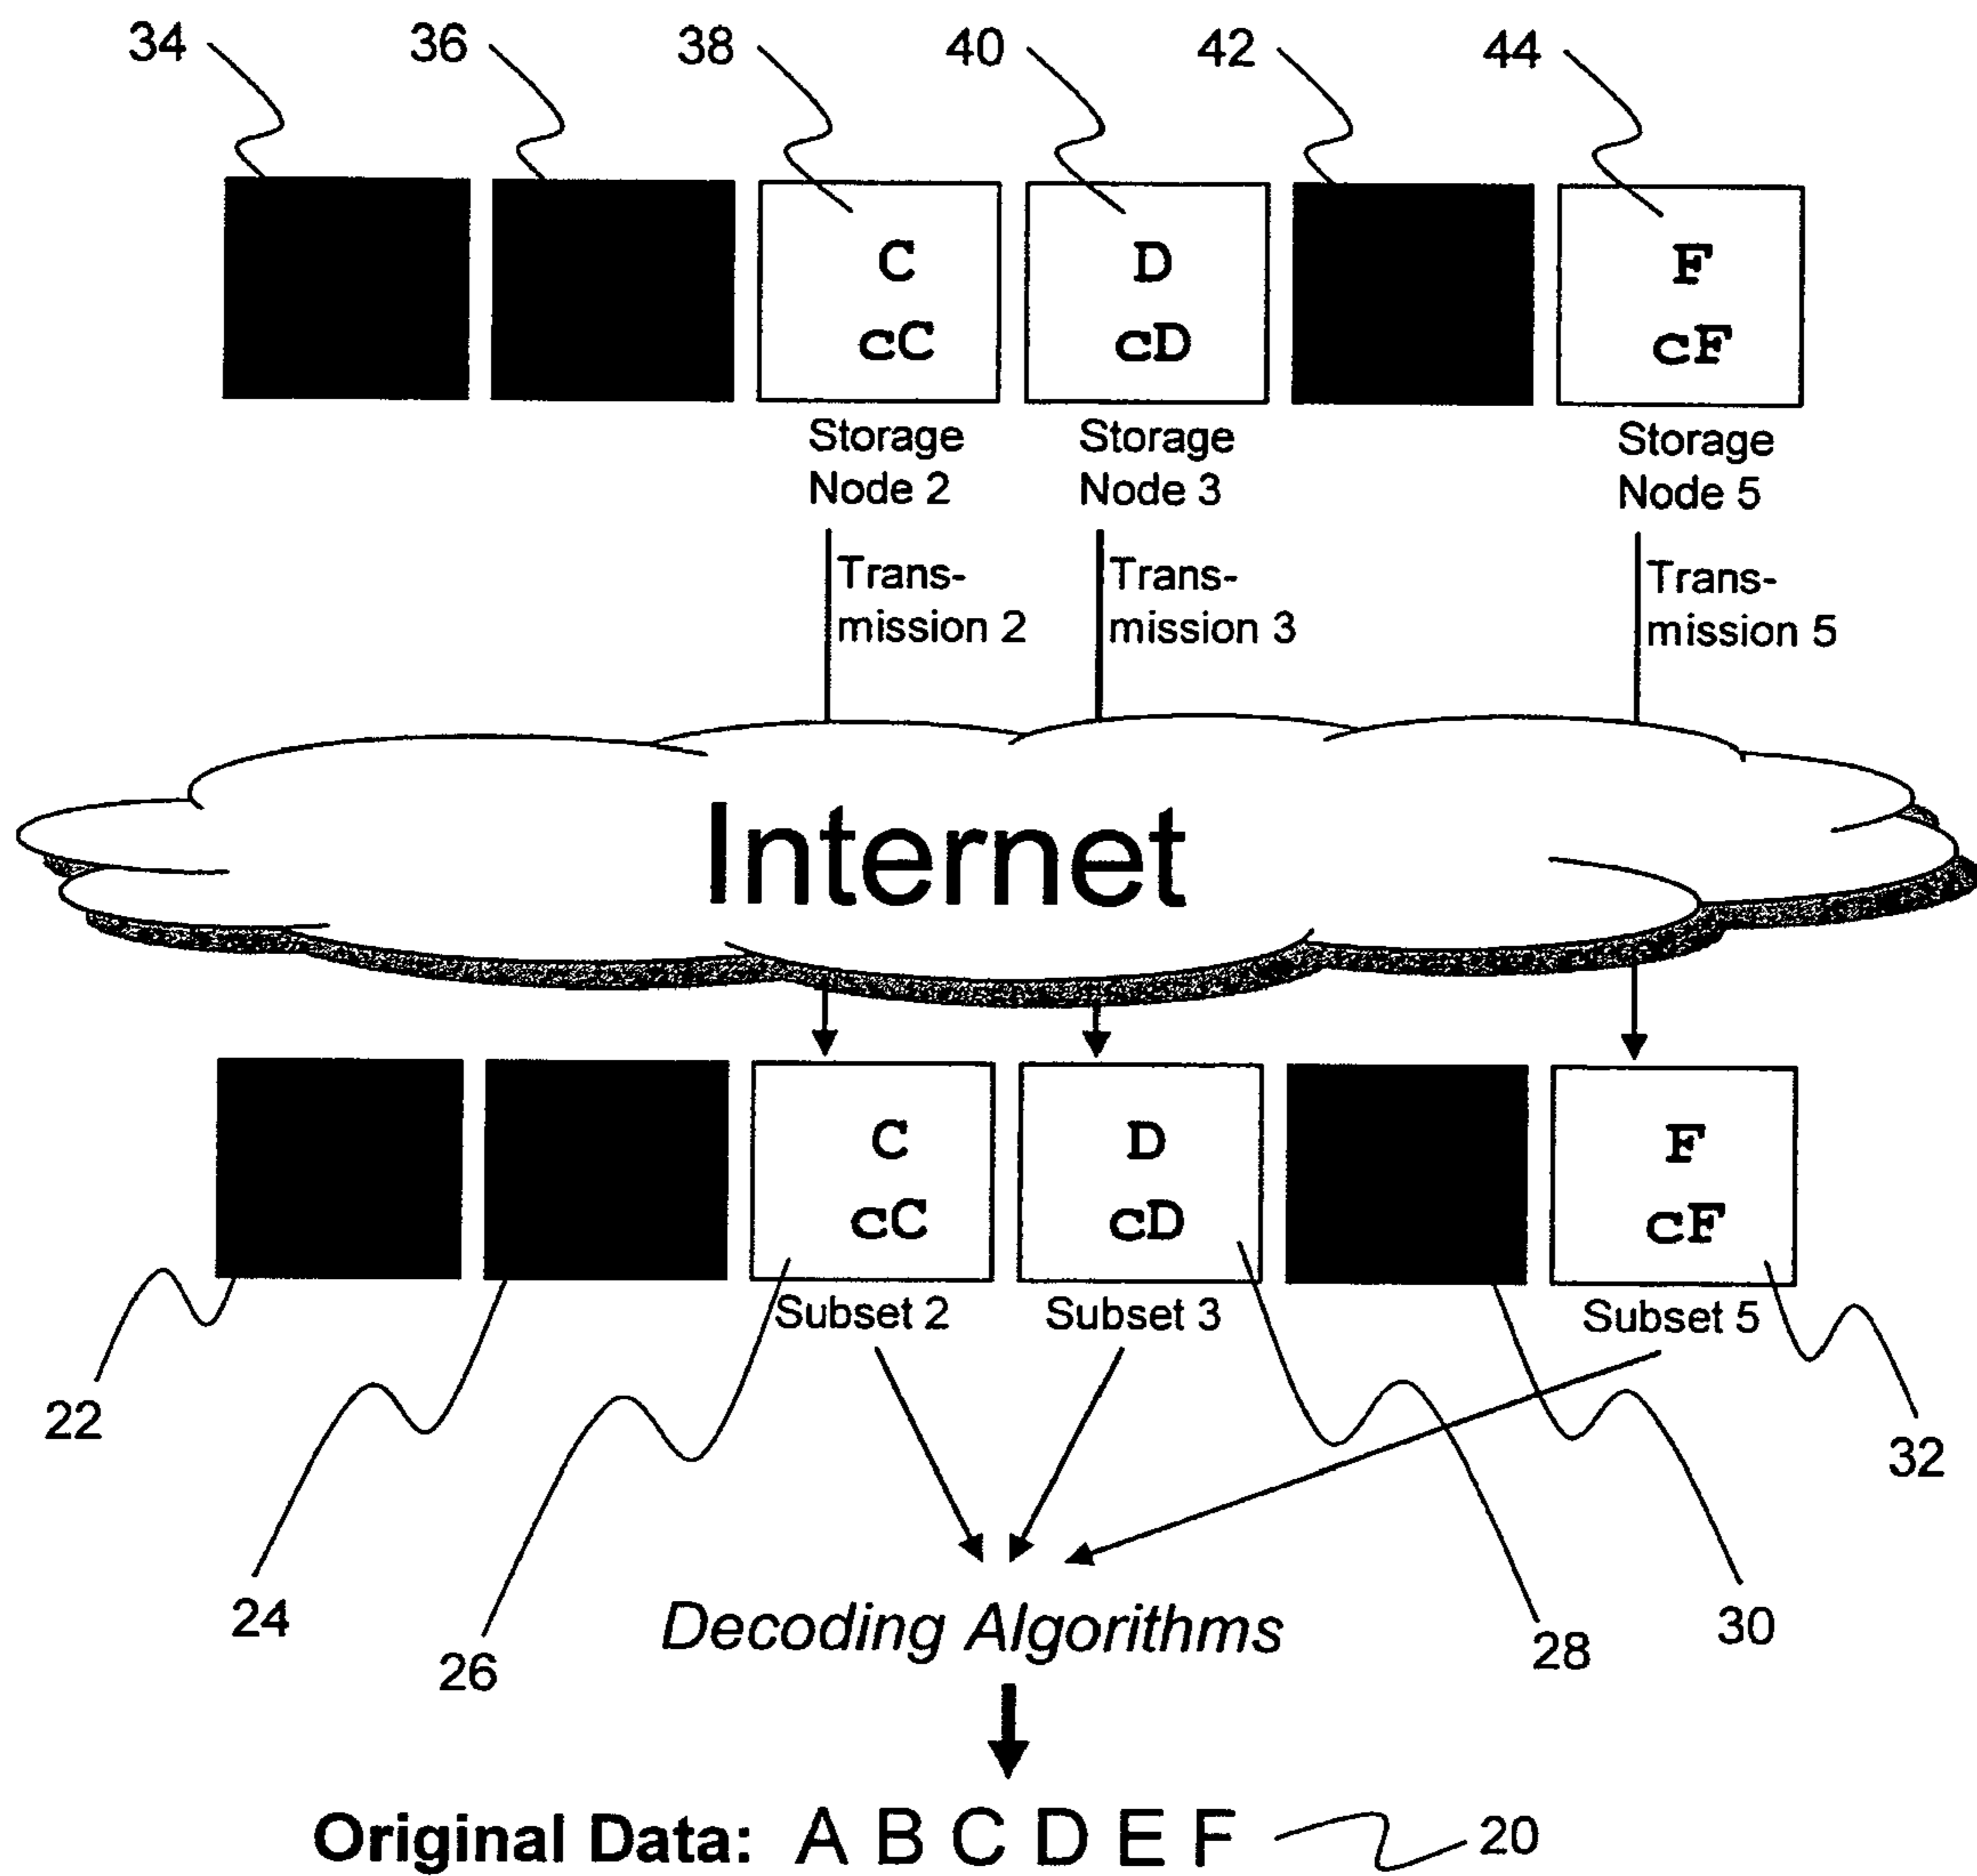 34 36 38 40 42 44
C D F
cC cD cF
Storage Storage Storage
Node 2 Node 3 Node 5
Trans- Trans- Trans-
mission 2 mission 3 mission 5
Internet
C D F
cC cD cF
Subset 2 Subset 3 Subset 5
22
32
24 26 28 30
Decoding Algorithms
Original Data: A B C D E F 20